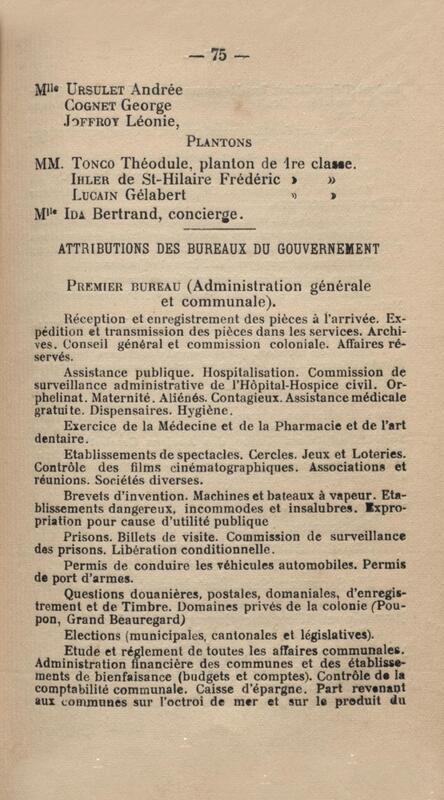 — 75 —
Mlle URSULET Andrée
COGNET George
JOFFROY Léonie,
PLANTONS
MM. TONCO Théodule, planton de 1re classe.
IHLER de St-Hilaire Frédéric » »
LUCAIN Gélabert » »
Mlle IDA Bertrand, concierge.
ATTRIBUTIONS DES BUREAUX DU GOUVERNEMENT
PREMIER BUREAU (Administration générale
et communale).
Réception et enregistrement des pièces à l'arrivée. Ex-
pédition et transmission des pièces dans les services. Archi-
ves. Conseil général et commission coloniale. Affaires ré-
servés.
Assistance publique. Hospitalisation. Commission de
surveillance administrative de l'Hôpital-Hospice civil. Or-
phelinat. Maternité. Aliénés. Contagieux. Assistance médicale
gratuite. Dispensaires. Hygiène.
Exercice de la Médecine et de la Pharmacie et de l'art
dentaire.
Etablissements de spectacles. Cercles. Jeux et Loteries.
Contrôle des films cinématographiques. Associations et
réunions. Sociétés diverses.
Brevets d'invention. Machines et bateaux à vapeur. Eta-
blissements dangereux, incommodes et insalubres. Expro-
priation pour cause d'utilité publique
Prisons. Billets de visite. Commission de surveillance
des prisons. Libération conditionnelle.
Permis de conduire les véhicules automobiles. Permis
de port d'armes.
Questions douanières, postales, domaniales, d'enregis-
trement et de Timbre. Domaines privés de la colonie (Pou-
pon, Grand Beauregard)
Elections (municipales, cantonales et législatives).
Etude et réglement de toutes les affaires communales.
Administration financière des communes et des établisse-
ments de bienfaisance (budgets et comptes). Contrôle de la
comptabilité communale. Caisse d'épargne. Part revenant
aux communes sur l'octroi de mer et sur le produit du